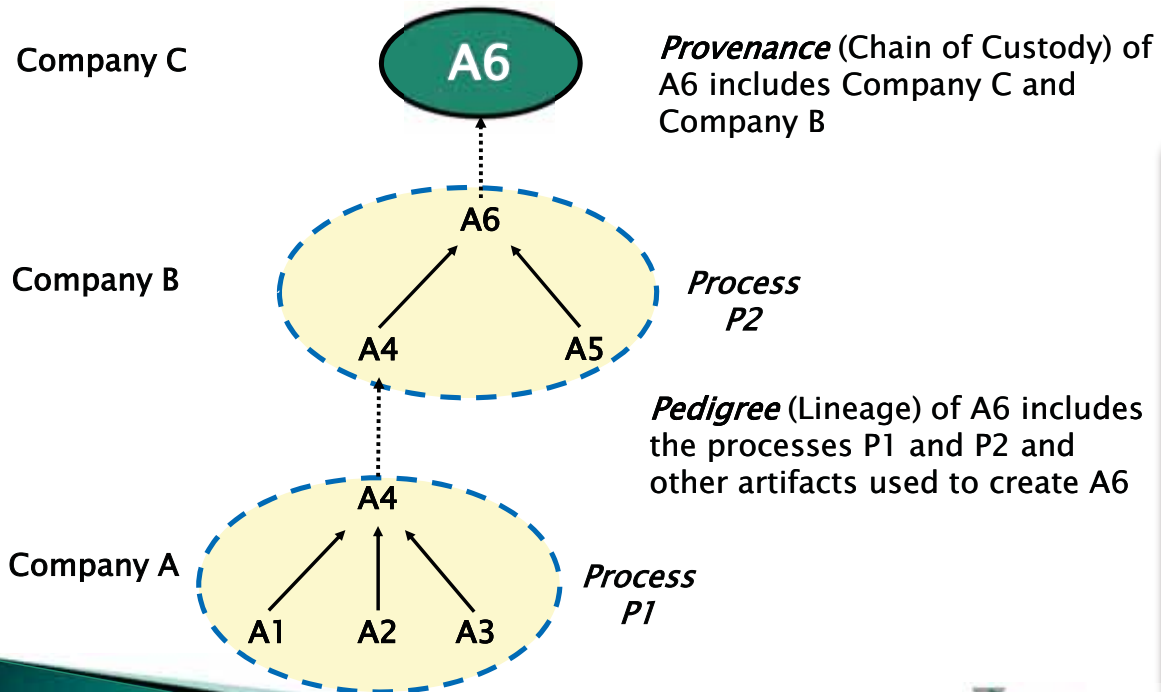 Company C
A6
Provenance (Chain of Custody) of
A6 includes Company C and
Company B
A6
Company B
Process
P2
A4
A5
Pedigree (Lineage) of A6 includes
the processes P1 and P2 and
other artifacts used to create A6
A4
Company A
Process
P1
A1
A2
A3